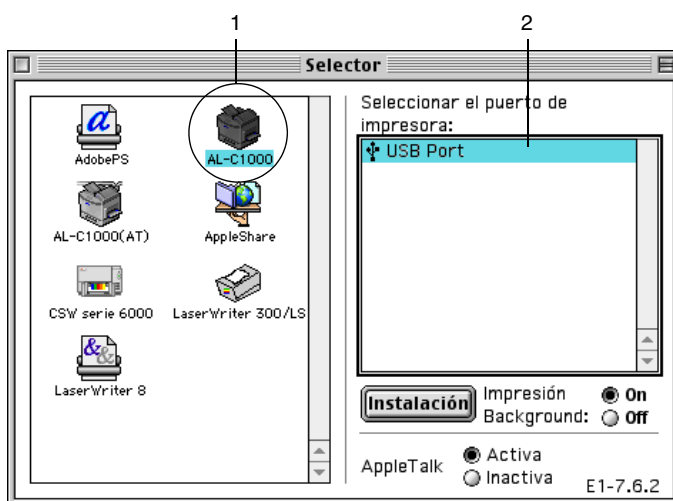 1
2
Selector
AdobePS
AL-C1000
AL-C1000(AT)
AppleShare
CSW serie 6000
LaserWriter 300/LS
LaserWriter 8
Seleccionar el puerto de
impresora:
USB Port
Instalación
Impresión
Background:
On
Off
AppleTalk
Activa
Inactiva
E1-7.6.2